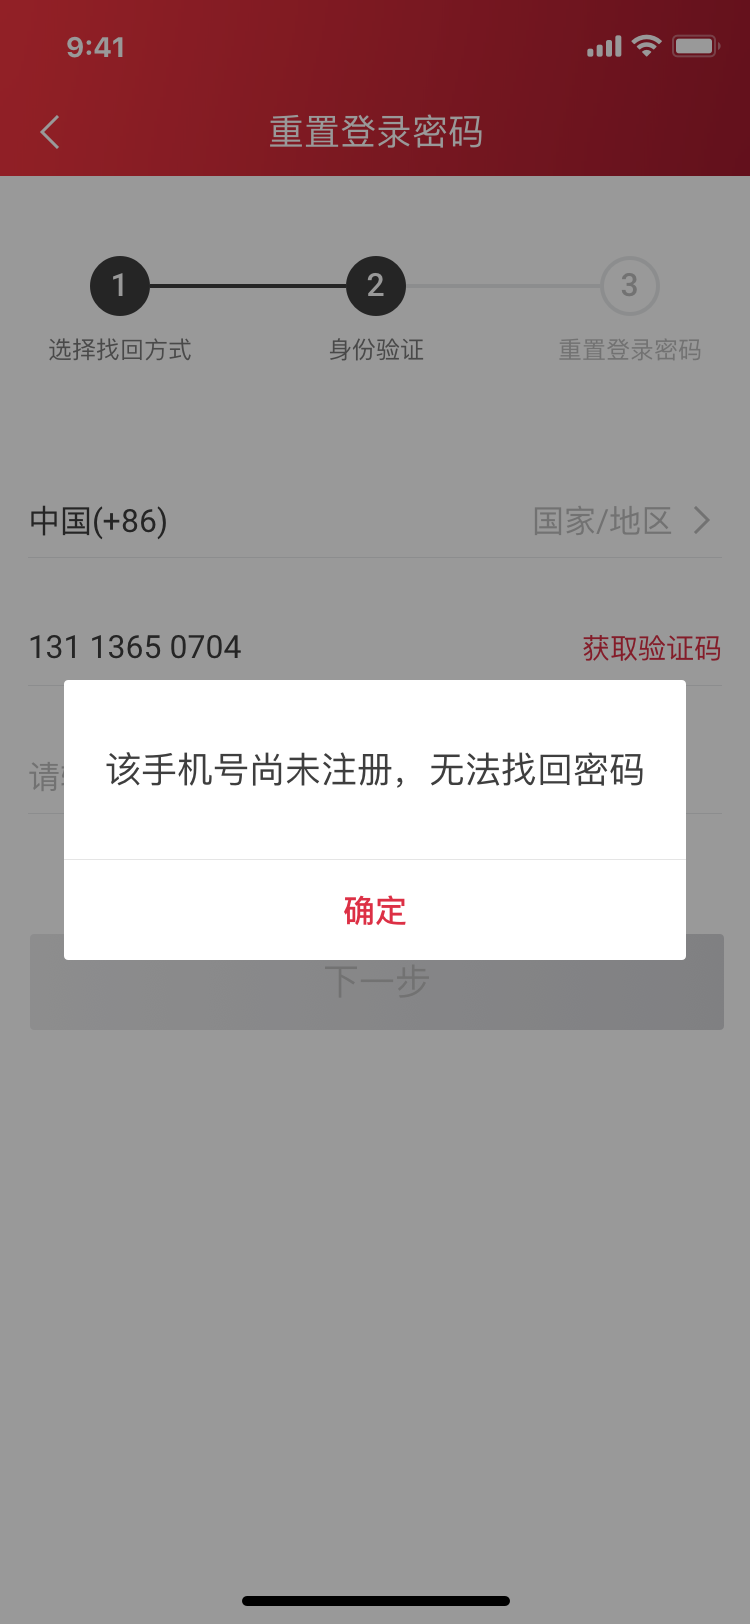 9:41
重置登录密码
1
2
3
选择找回方式
身份验证
重置登录密码
中国(+86)
国家/地区
131 1365 0704
获取验证码
请
该手机号尚未注册，无法找回密码
确定
下一步